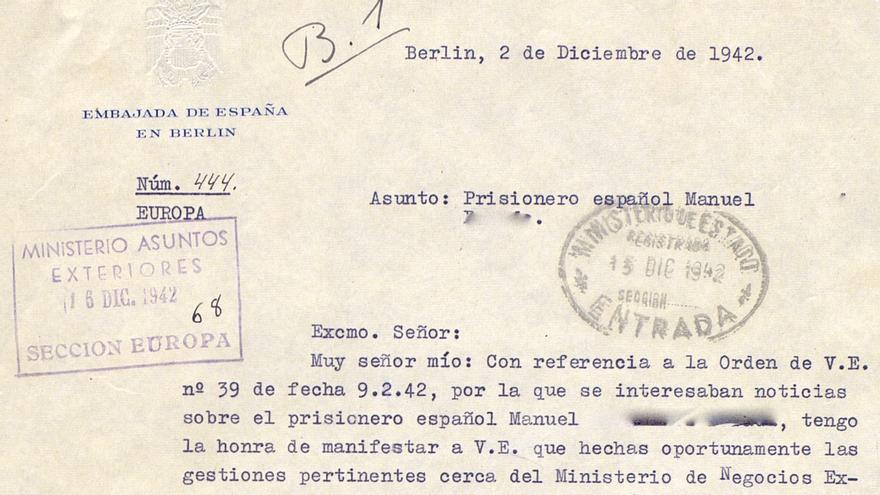 B. 1
Berlin, 2 de Diciembre de 1942.
EMBAJADA DE ESPAÑA
EN BERLIN
Núm. 444.
EUROPA
Asunto: Prisionero español Manuel
MINISTERIO ASUNTOS
EXTERIORES
16 DIC. 1942
68
SECCION EUROPA
MINISTERIO DE ESTADO
REGISTRADA
15 DIC 1942
SECCION
ENTRADA
Excmo. Señor:
Muy señor mío: Con referencia a la Orden de V.E.
nº 39 de fecha 9.2.42, por la que se interesaban noticias
sobre el prisionero español Manuel , tengo
la honra de manifestar a V.E. que hechas oportunamente las
gestiones pertinentes cerca del Ministerio de Negocios Ex-